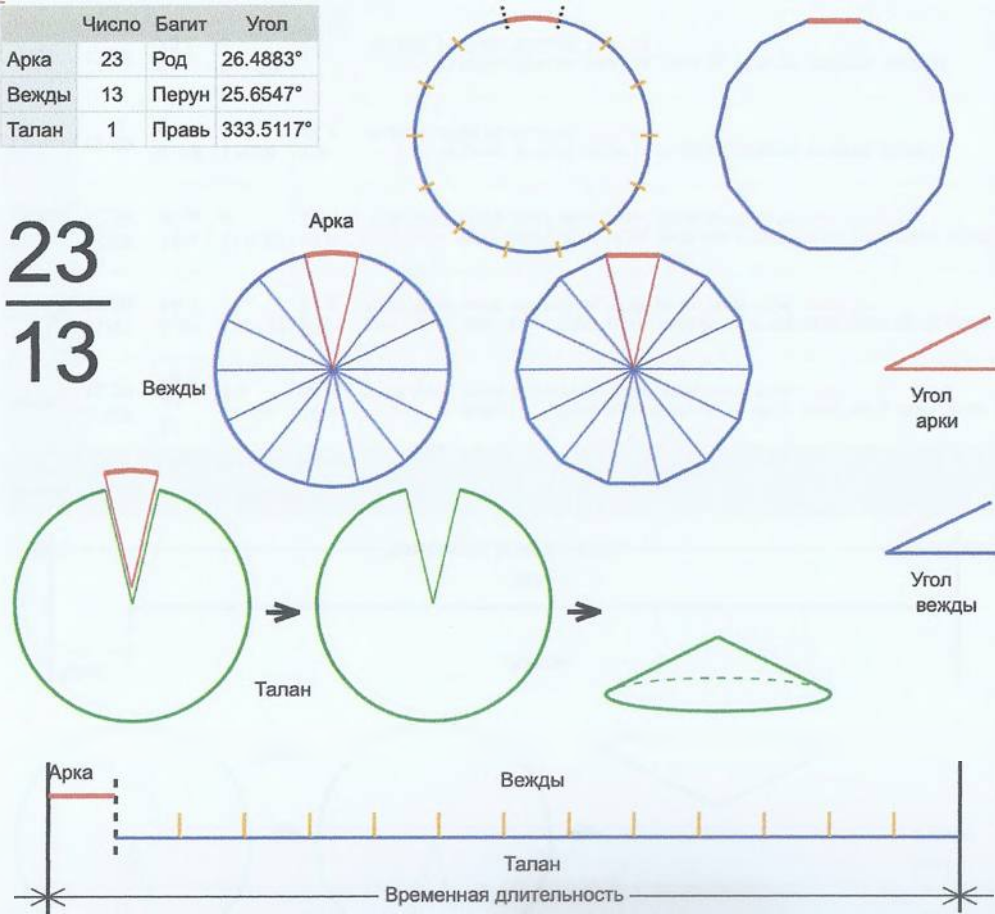 Число Багит Угол
Арка 23 Род 26.4883°
Вежды 13 Перун 25.6547°
Талан 1 Правь 333.5117°
23
13
Арка
Вежды
Угол
арки
Угол
вежды
Талан
Арка
Вежды
Талан
Временная длительность